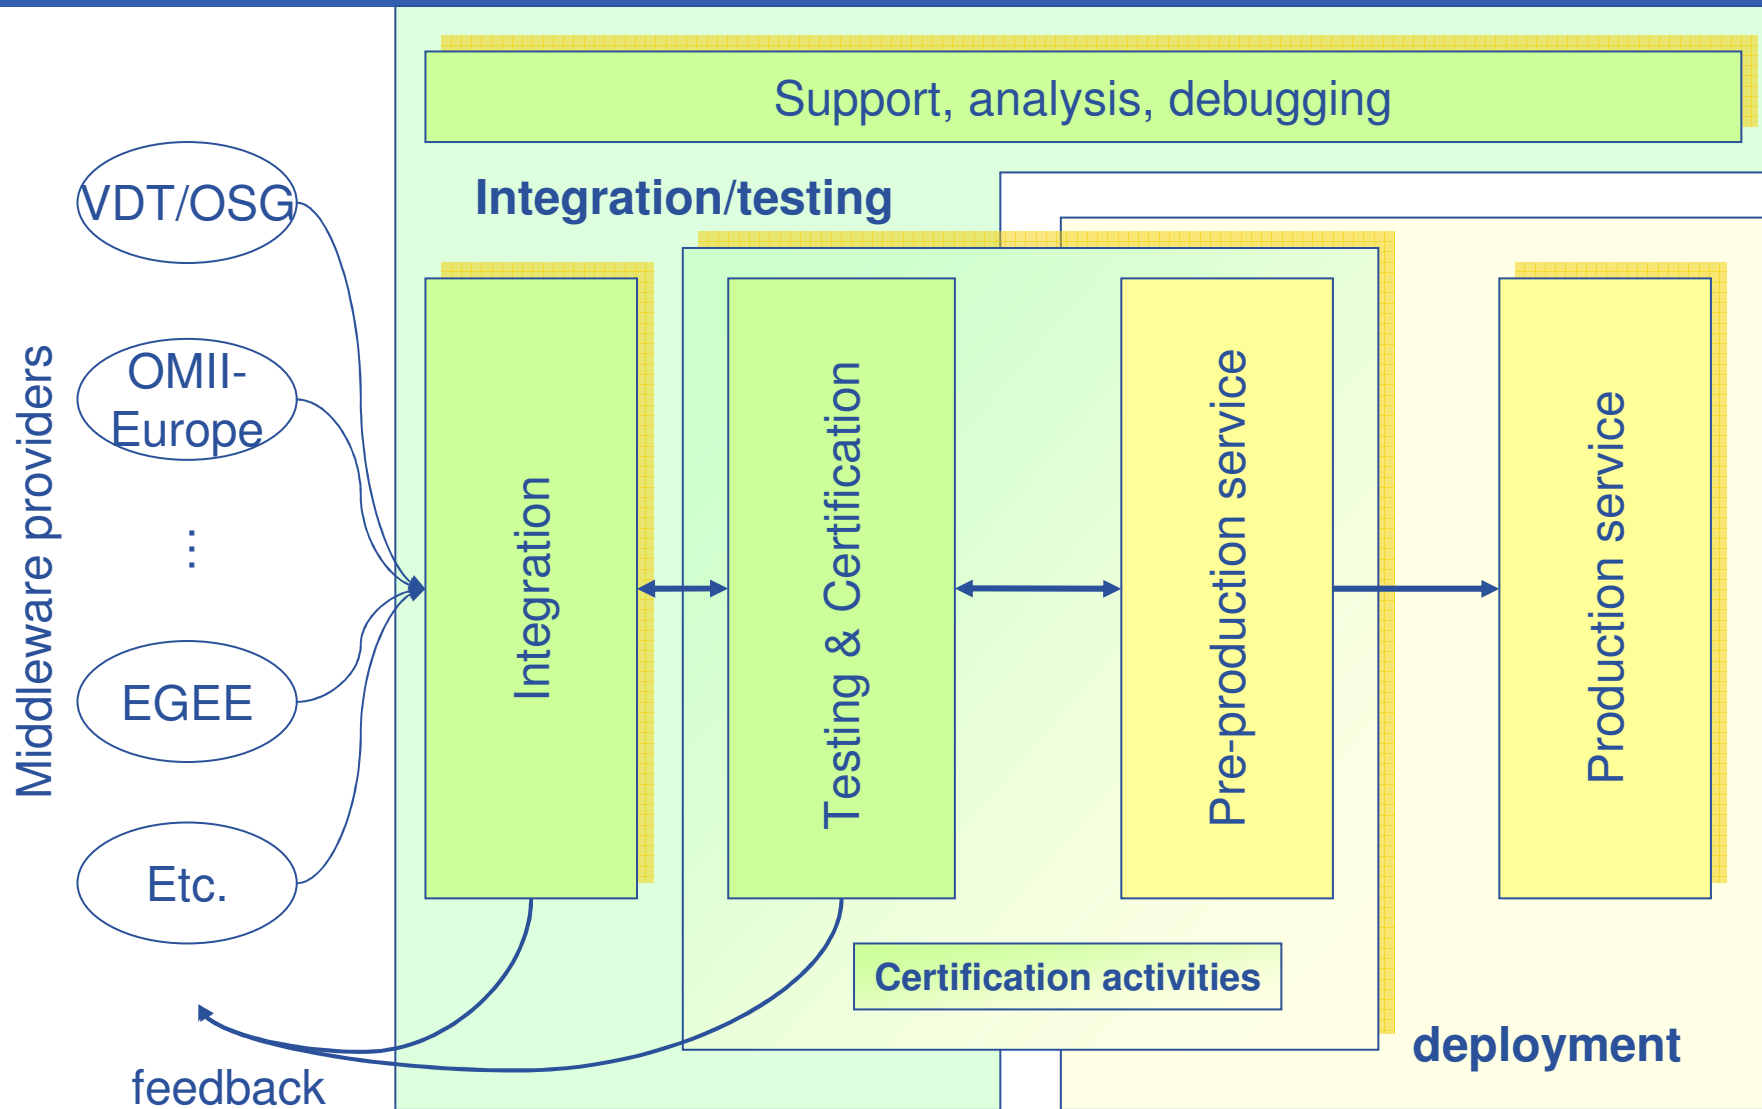 Support, analysis, debugging
Integration/testing
Middleware providers
VDT/OSG
OMII-
Europe
...
EGEE
Etc.
Integration
Testing & Certification
Pre-production service
Production service
Certification activities
deployment
feedback